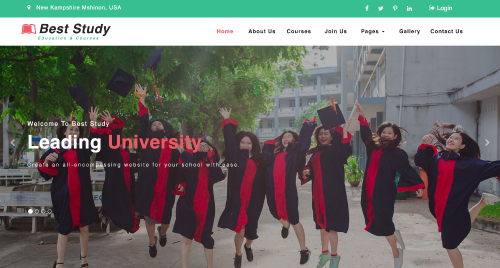 New Kampshire Mshinon, USA
Login
Best Study
Education & Courses
Home
About Us
Courses
Join Us
Pages
Gallery
Contact Us
Welcome To Best Study
Leading University
Create an all-encompassing website for your school with ease.